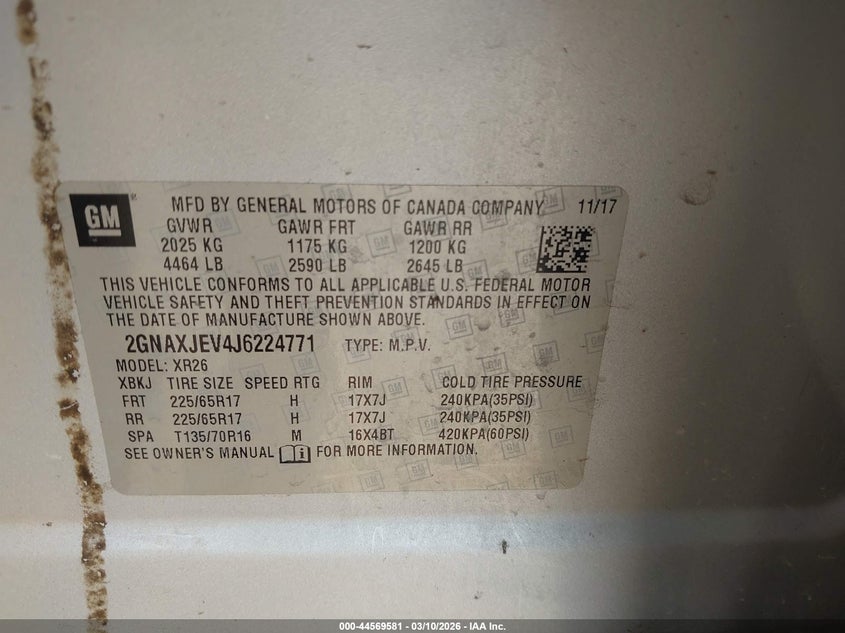 GM
MFD BY GENERAL MOTORS OF CANADA COMPANY 11/17
GVWR GAWR FRT GAWR RR
2025 KG 1175 KG 1200 KG
4464 LB 2590 LB 2645 LB
THIS VEHICLE CONFORMS TO ALL APPLICABLE U.S. FEDERAL MOTOR
VEHICLE SAFETY AND THEFT PREVENTION STANDARDS IN EFFECT ON
THE DATE OF MANUFACTURE SHOWN ABOVE.
2GNAXJEV4J6224771 TYPE: M.P.V.
MODEL: XR26
XBKJ TIRE SIZE SPEED RTG RIM COLD TIRE PRESSURE
FRT 225/65R17 H 17X7J 240KPA(35PSI)
RR 225/65R17 H 17X7J 240KPA(35PSI)
SPA T135/70R16 M 16X4BT 420KPA(60PSI)
SEE OWNER'S MANUAL FOR MORE INFORMATION.
000-44569581 - 03/10/2026 - IAA Inc.